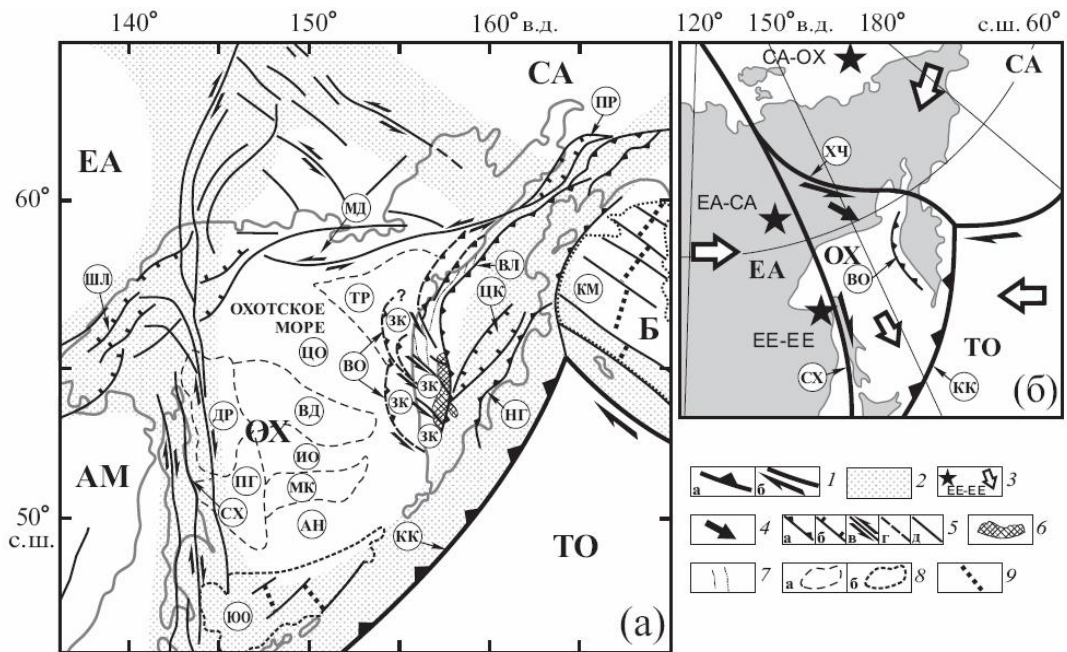 140° 150° 160° в.д.
120° 150° в.д. 180° с.ш. 60°
СА
ПР
ЕА
60°
МД
ШЛ
ВЛ
ТР
ЦК
КМ
ОХОТСКОЕ
МОРЕ
?
ЗК
Б
ЦО
ВО
ЗК
ДР
ВД
ЗК
НГ
ОХ
ЗК
ИО
АМ
ПГ
МК
СХ
50°
с.ш.
АН
КК
ТО
ЮО
(а)
СА-ОХ
СА
ХЧ
ЕА-СА
ОХ
ЕА
ВО
ЕЕ-ЕЕ
ТО
СХ
КК
(б)
а б 1
2
ЕЕ-ЕЕ 3
4
а б в г д 5
6
7
а б 8
9